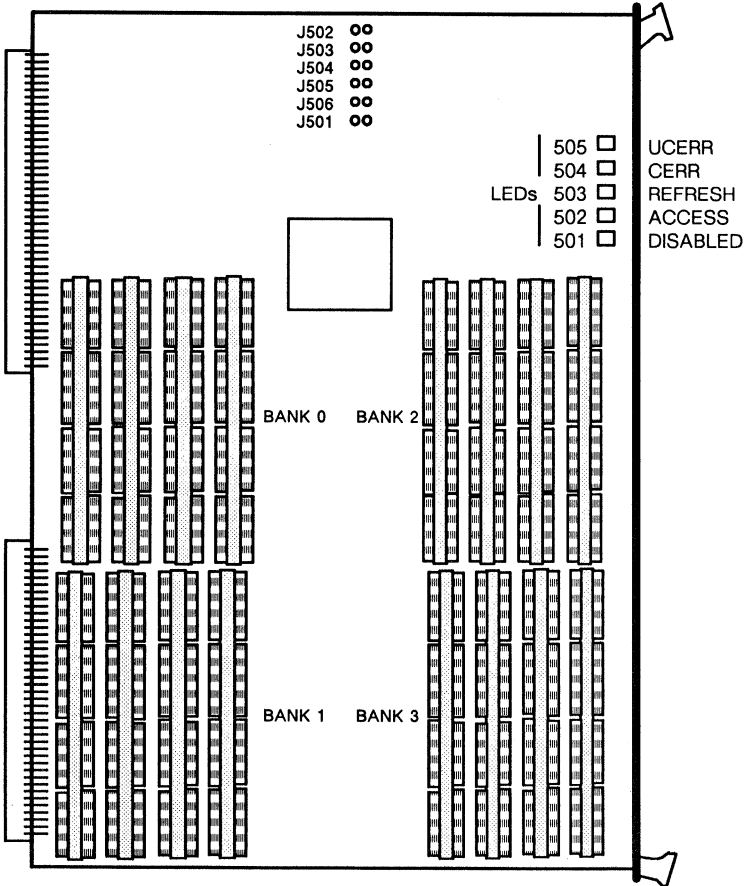 J502
J503
J504
J505
J506
J501
505 UCERR
504 CERR
LEDs 503 REFRESH
502 ACCESS
501 DISABLED
BANK 0 BANK 2
BANK 1 BANK 3